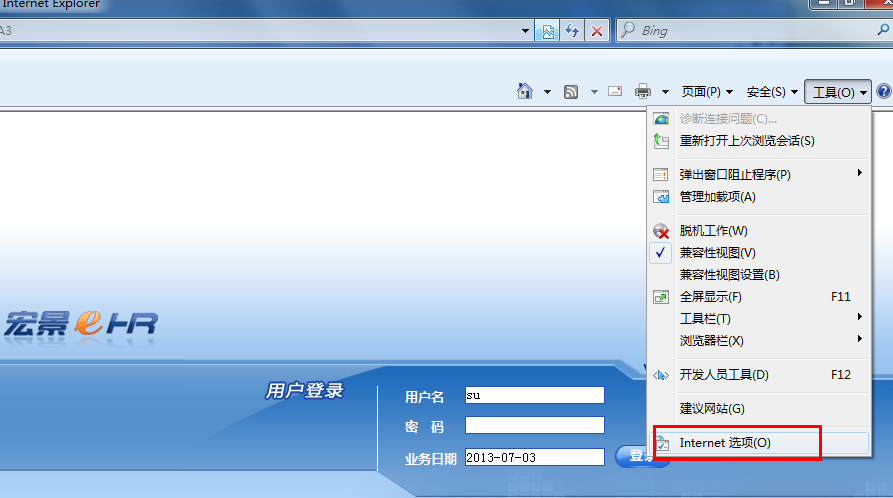 Internet Explorer
A3
Bing
页面(P) 安全(S) 工具(O)
诊断连接问题(C)...
重新打开上次浏览会话(S)
弹出窗口阻止程序(P)
管理加载项(A)
脱机工作(W)
兼容性视图(V)
兼容性视图设置(B)
全屏显示(F) F11
工具栏(T)
浏览器栏(X)
开发人员工具(D) F12
建议网站(G)
Internet 选项(O)
宏景eHR
用户登录
用户名 su
密 码
业务日期 2013-07-03
登